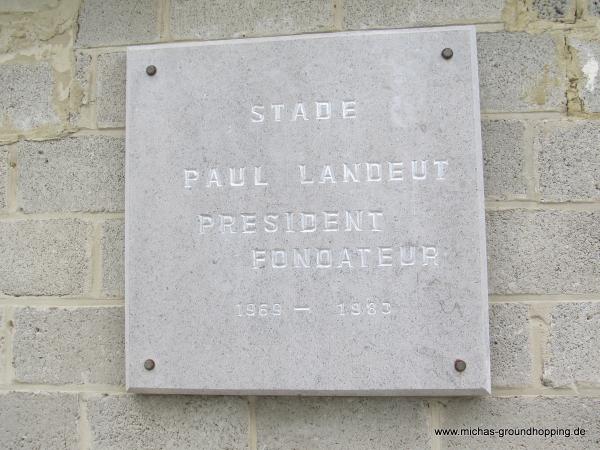 STADE
PAUL LANDEUT
PRESIDENT
FONDATEUR
1969 – 1983
www.michas-groundhopping.de